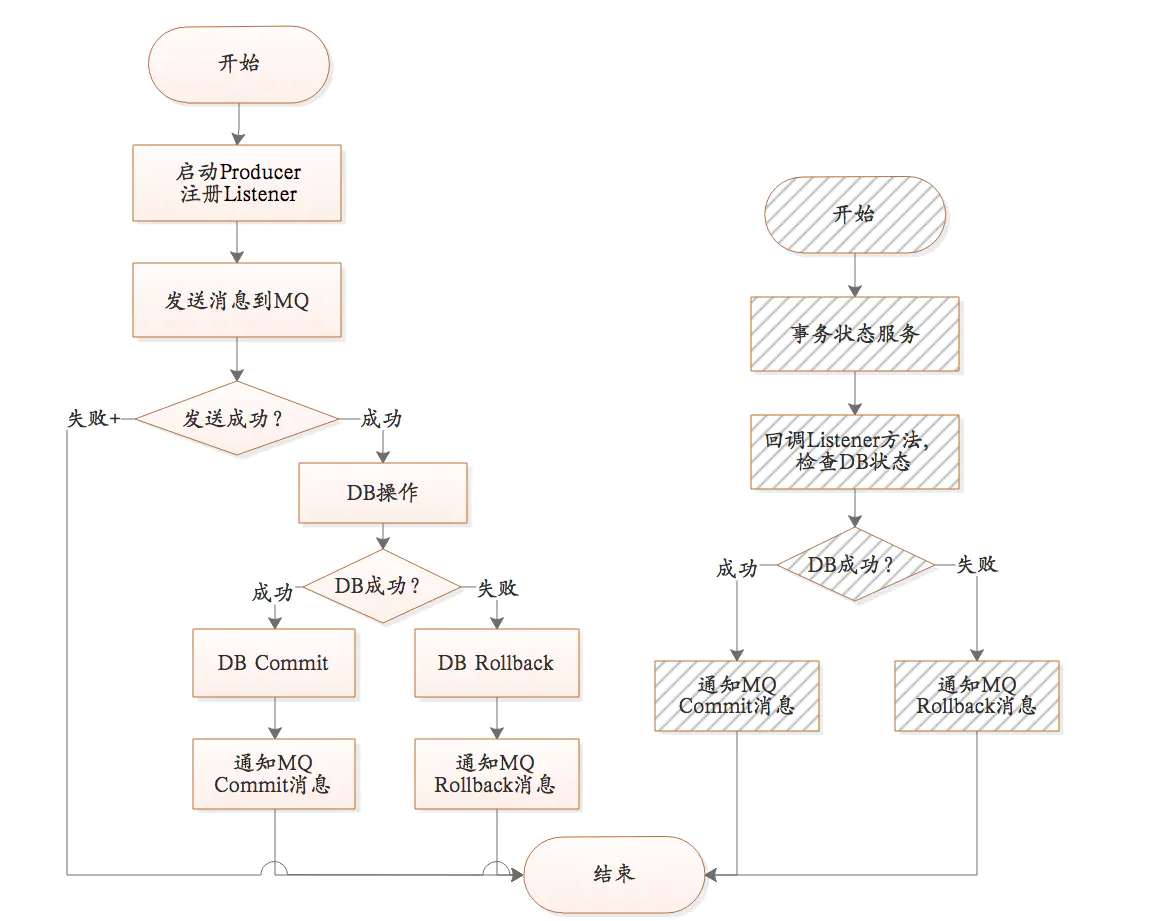 开始
启动Producer
注册Listener
发送消息到MQ
发送成功？
失败+
成功
DB操作
DB成功？
成功
失败
DB Commit
DB Rollback
通知MQ
Commit消息
通知MQ
Rollback消息
开始
事务状态服务
回调Listener方法,
检查DB状态
DB成功？
成功
失败
通知MQ
Commit消息
通知MQ
Rollback消息
结束